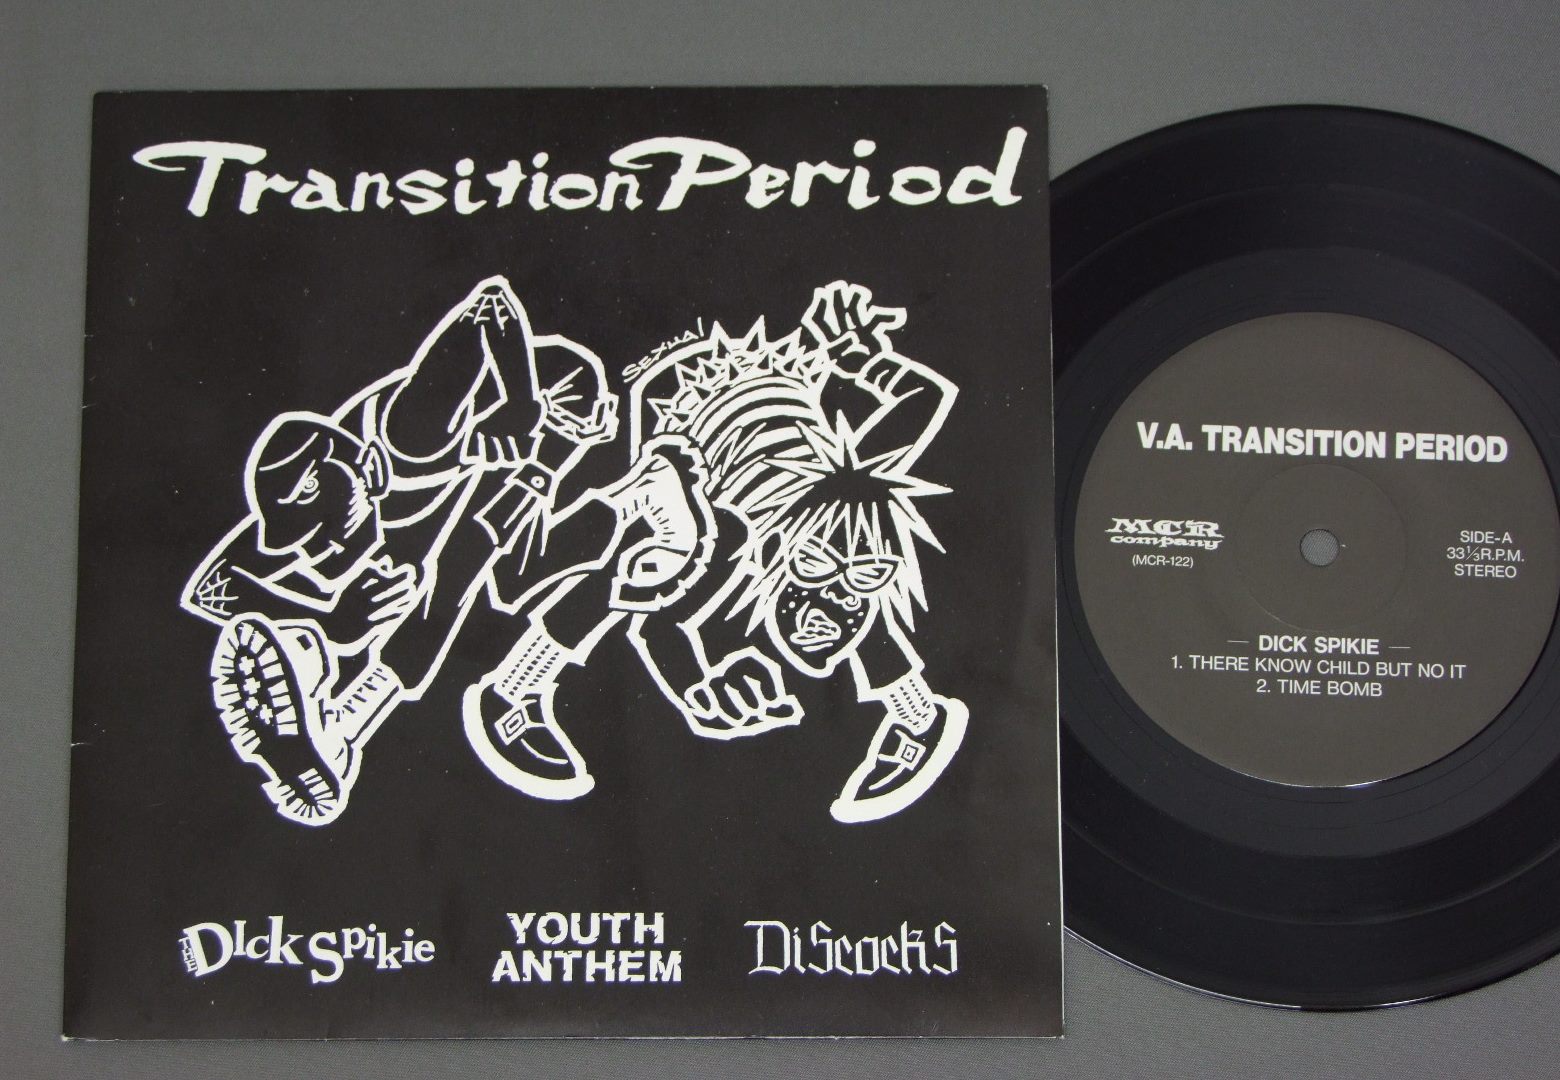 Transition Period
SEXUAL
THE Dick Spikie
YOUTH
ANTHEM
DiScockS
V.A. TRANSITION PERIOD
MCR
company
(MCR-122)
SIDE-A
33⅓R.P.M.
STEREO
— DICK SPIKIE —
1. THERE KNOW CHILD BUT NO IT
2. TIME BOMB